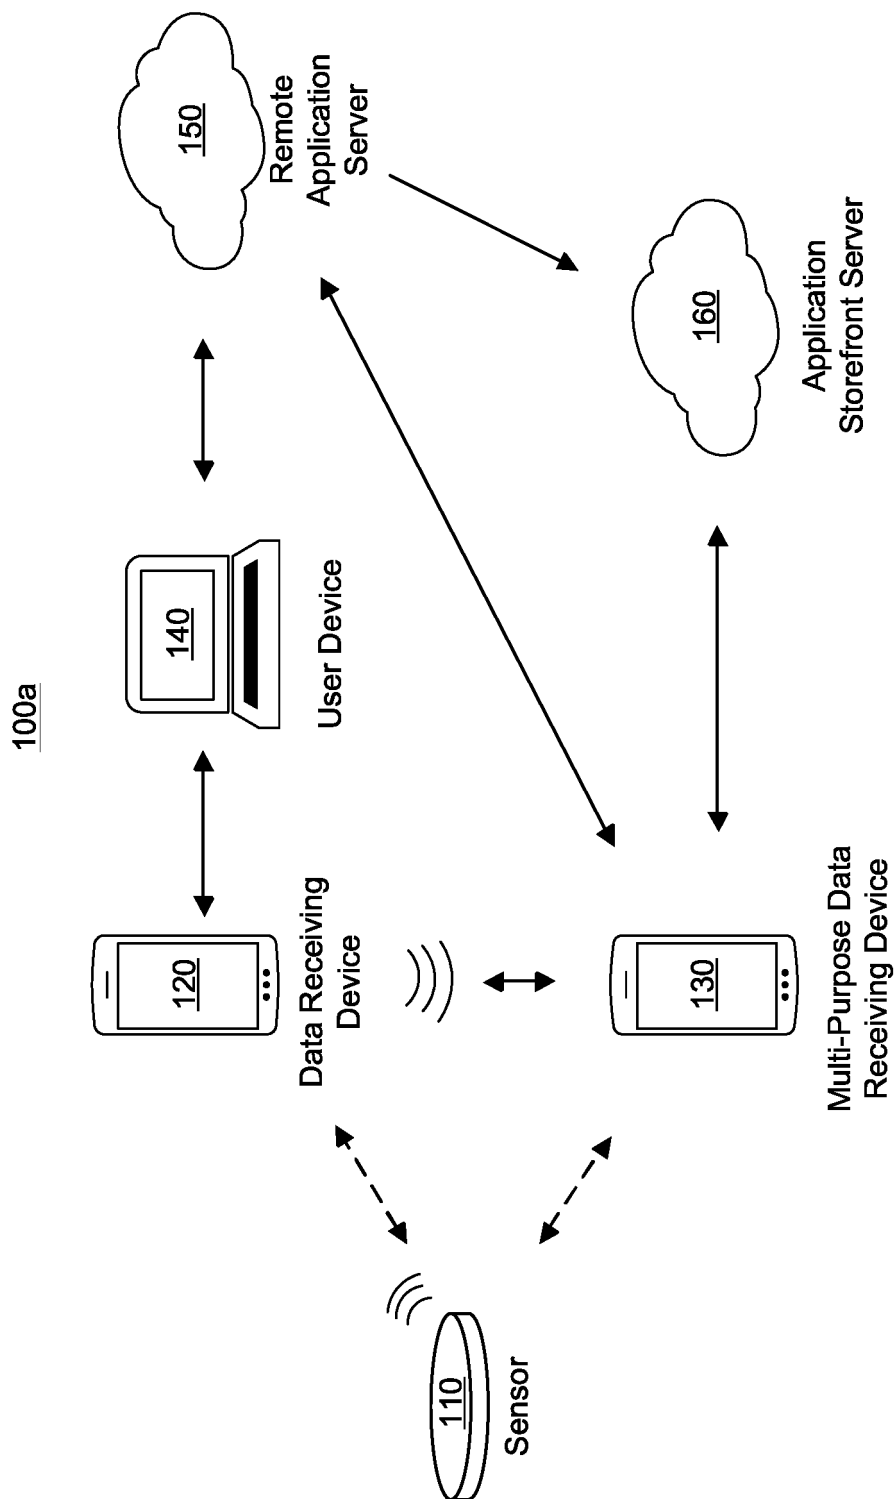 100a
110
Sensor
120
Data Receiving
Device
140
User Device
150
Remote
Application
Server
130
Multi-Purpose Data
Receiving Device
160
Application
Storefront Server